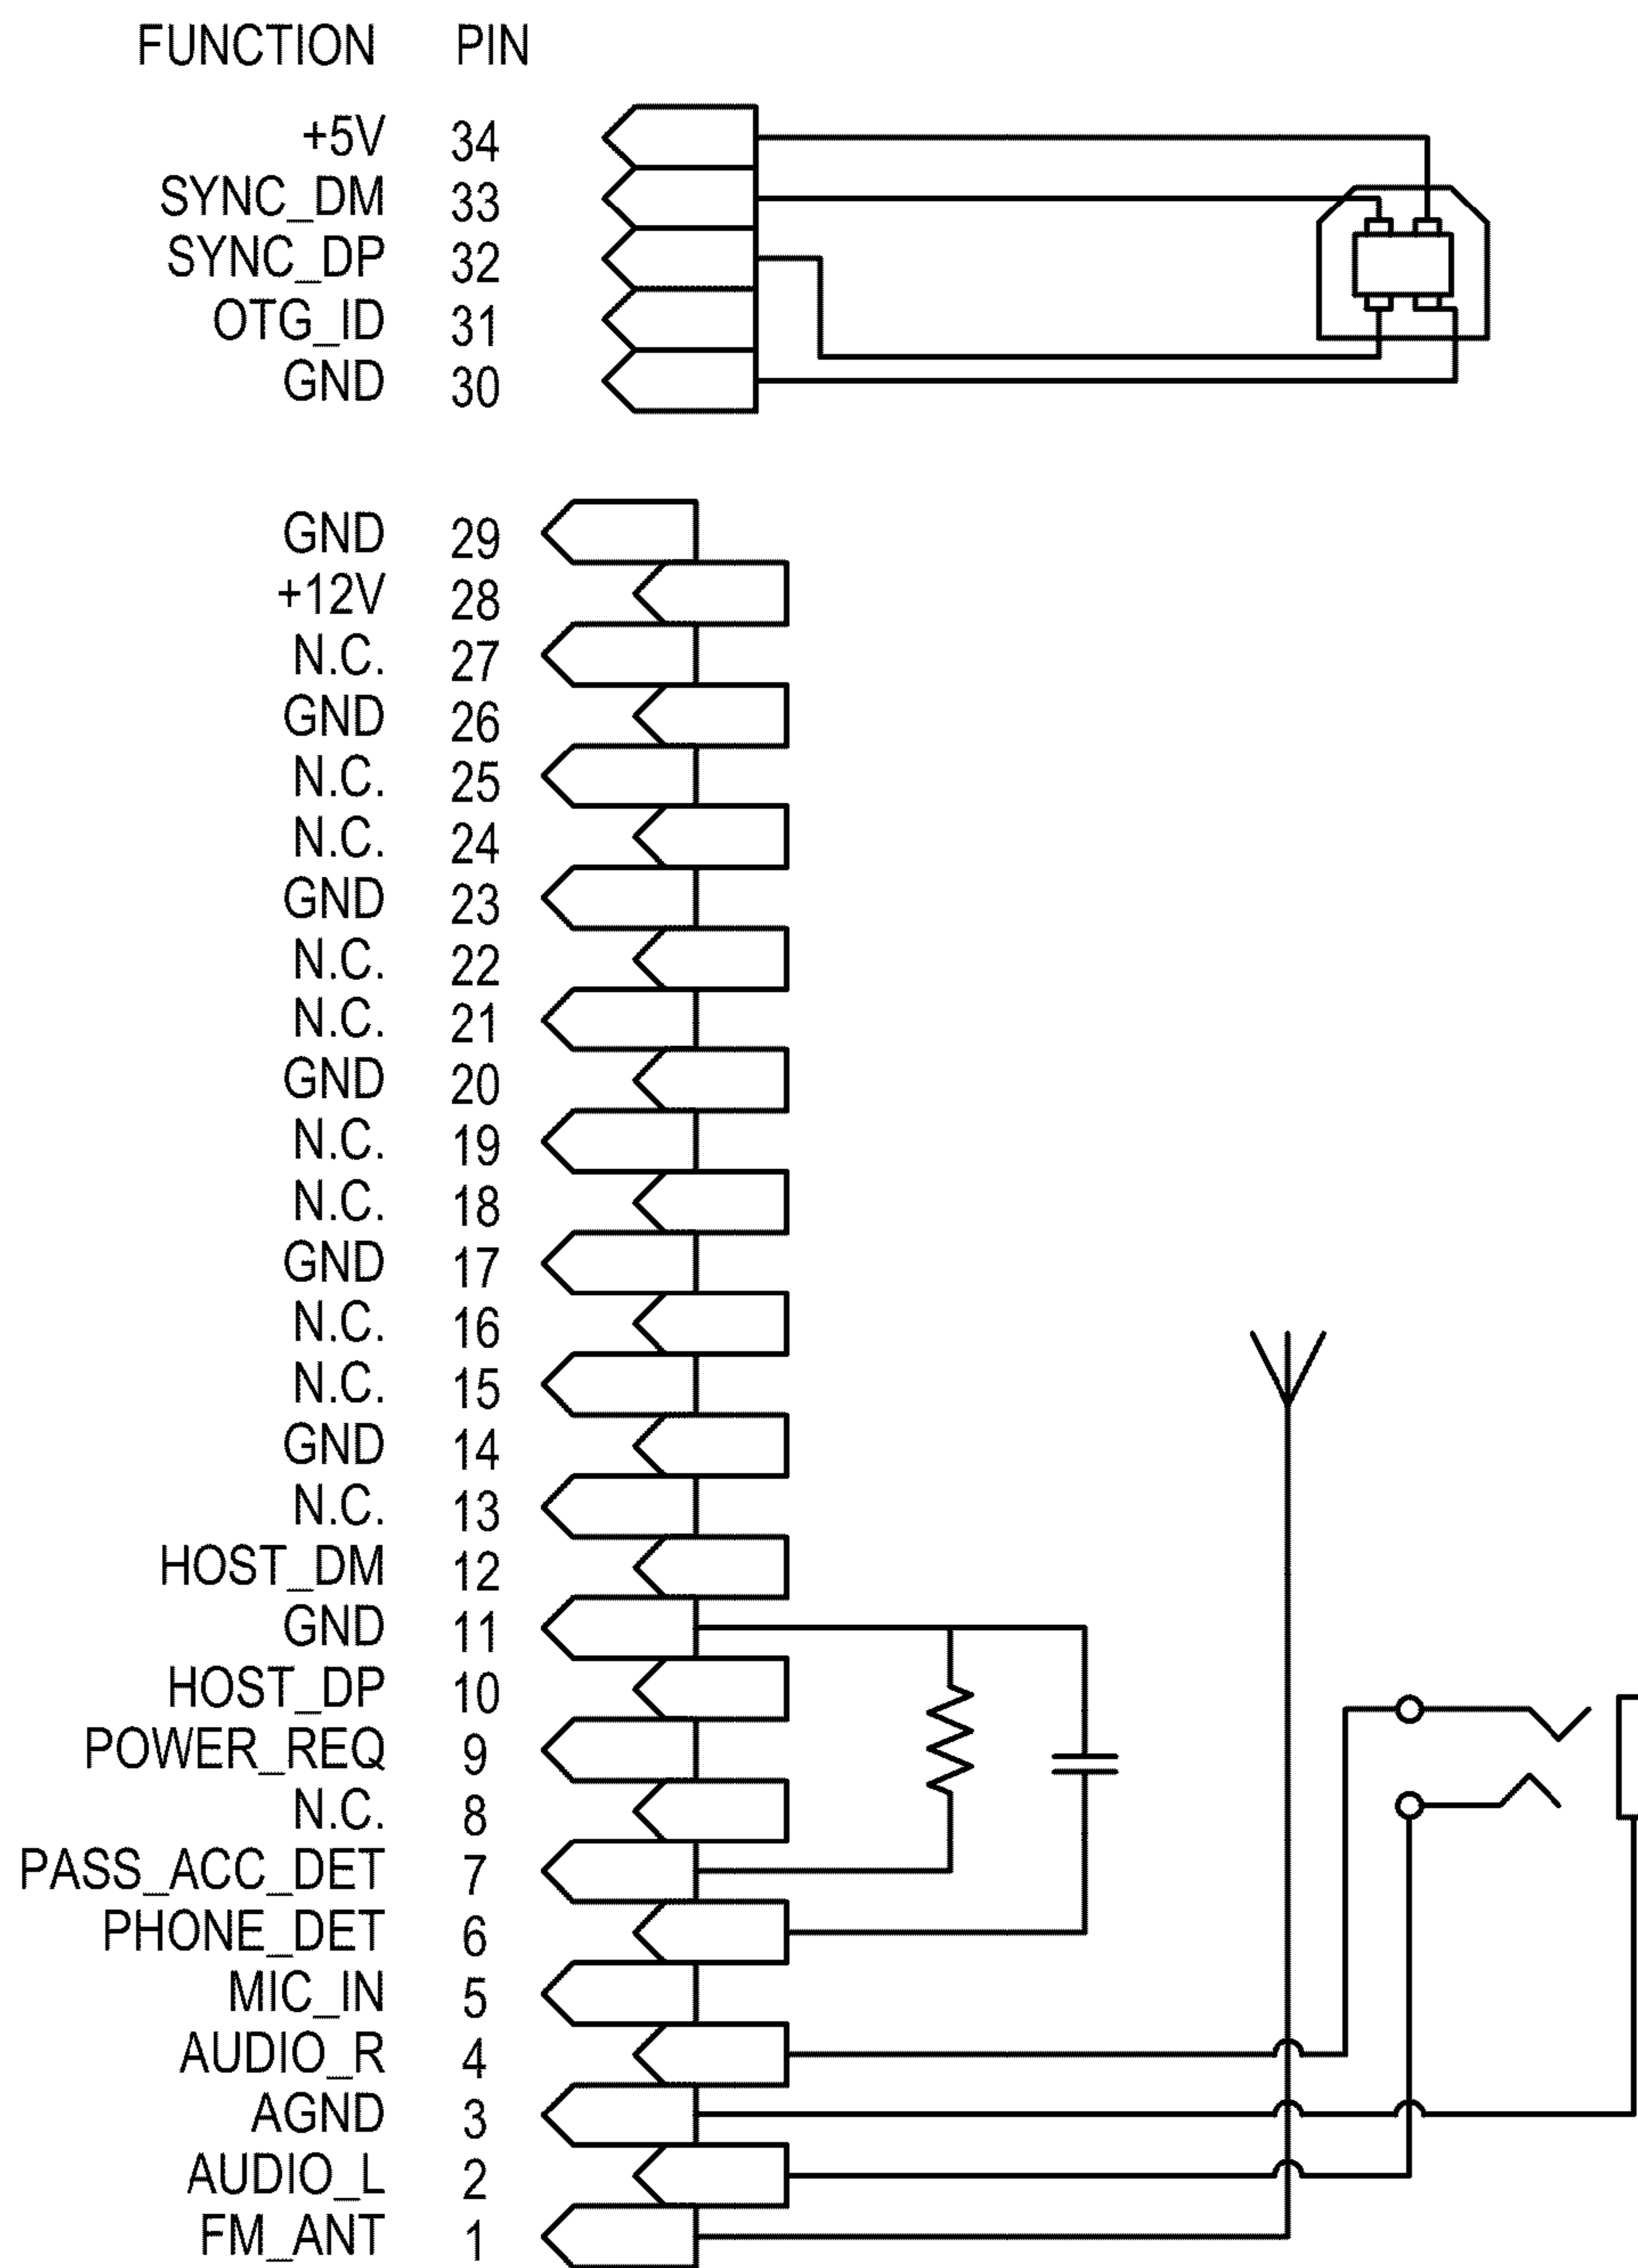 FUNCTION PIN
+5V 34
SYNC_DM 33
SYNC_DP 32
OTG_ID 31
GND 30
GND 29
+12V 28
N.C. 27
GND 26
N.C. 25
N.C. 24
GND 23
N.C. 22
N.C. 21
GND 20
N.C. 19
N.C. 18
GND 17
N.C. 16
N.C. 15
GND 14
N.C. 13
HOST_DM 12
GND 11
HOST_DP 10
POWER_REQ 9
N.C. 8
PASS_ACC_DET 7
PHONE_DET 6
MIC_IN 5
AUDIO_R 4
AGND 3
AUDIO_L 2
FM_ANT 1